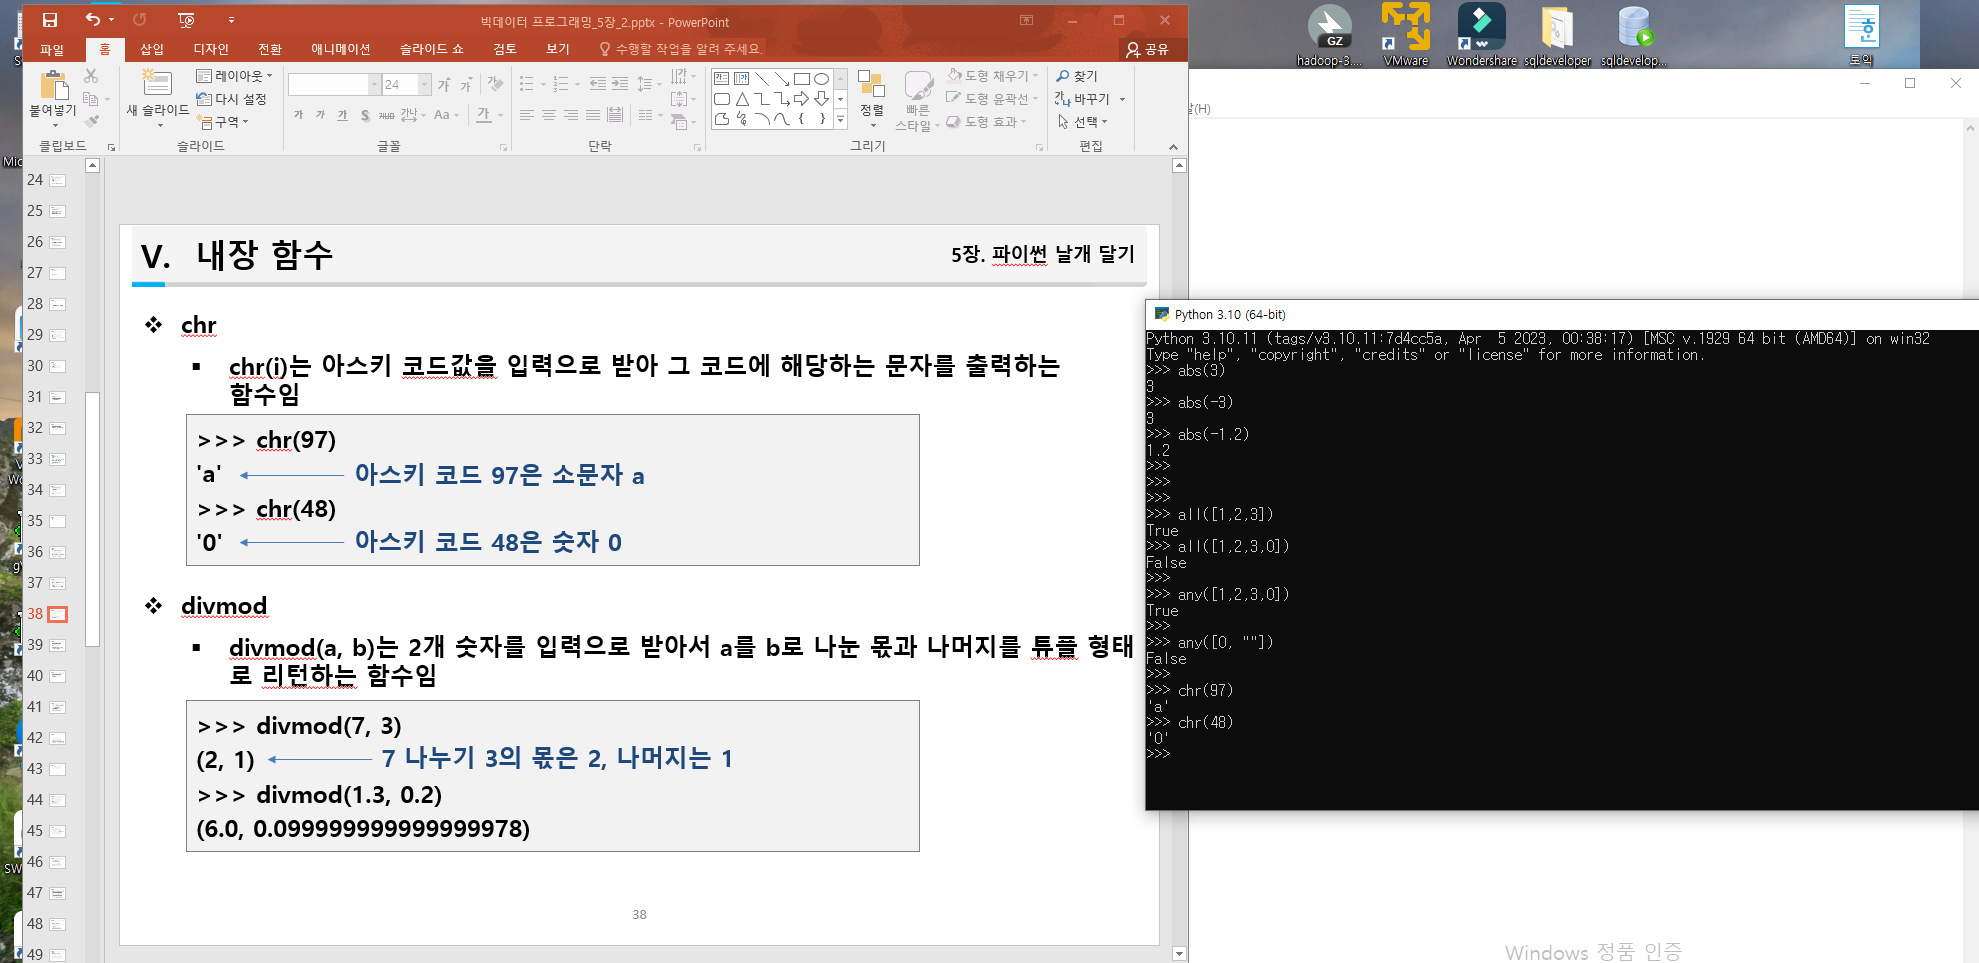 빅데이터 프로그래밍_5장_2.pptx - PowerPoint
파일 홈 삽입 디자인 전환 애니메이션 슬라이드 쇼 검토 보기 수행할 작업을 알려 주세요. 공유
붙여넣기
클립보드
새 슬라이드
레이아웃
다시 설정
구역
슬라이드
24
가 가 가 S 가나 Aa 가
글꼴
단락
정렬
빠른 스타일
도형 채우기
도형 윤곽선
도형 효과
그리기
찾기
바꾸기
선택
편집
24
25
26
27
28
29
30
31
32
33
34
35
36
37
38
39
40
41
42
43
44
45
46
47
48
49
V. 내장 함수
5장. 파이썬 날개 달기
❖ chr
▪ chr(i)는 아스키 코드값을 입력으로 받아 그 코드에 해당하는 문자를 출력하는
함수임
>>> chr(97)
'a' 아스키 코드 97은 소문자 a
>>> chr(48)
'0' 아스키 코드 48은 숫자 0
❖ divmod
▪ divmod(a, b)는 2개 숫자를 입력으로 받아서 a를 b로 나눈 몫과 나머지를 튜플 형태
로 리턴하는 함수임
>>> divmod(7, 3)
(2, 1) 7 나누기 3의 몫은 2, 나머지는 1
>>> divmod(1.3, 0.2)
(6.0, 0.099999999999999978)
38
GZ
hadoop-3....
VMware
Wondershare
sqldeveloper
sqldevelop...
(H)
Python 3.10 (64-bit)
Python 3.10.11 (tags/v3.10.11:7d4cc5a, Apr  5 2023, 00:38:17) [MSC v.1929 64 bit (AMD64)] on win32
Type "help", "copyright", "credits" or "license" for more information.
>>> abs(3)
3
>>> abs(-3)
3
>>> abs(-1.2)
1.2
>>>
>>>
>>>
>>> all([1,2,3])
True
>>> all([1,2,3,0])
False
>>>
>>> any([1,2,3,0])
True
>>>
>>> any([0, ""])
False
>>>
>>> chr(97)
'a'
>>> chr(48)
'0'
>>>
Windows 정품 인증